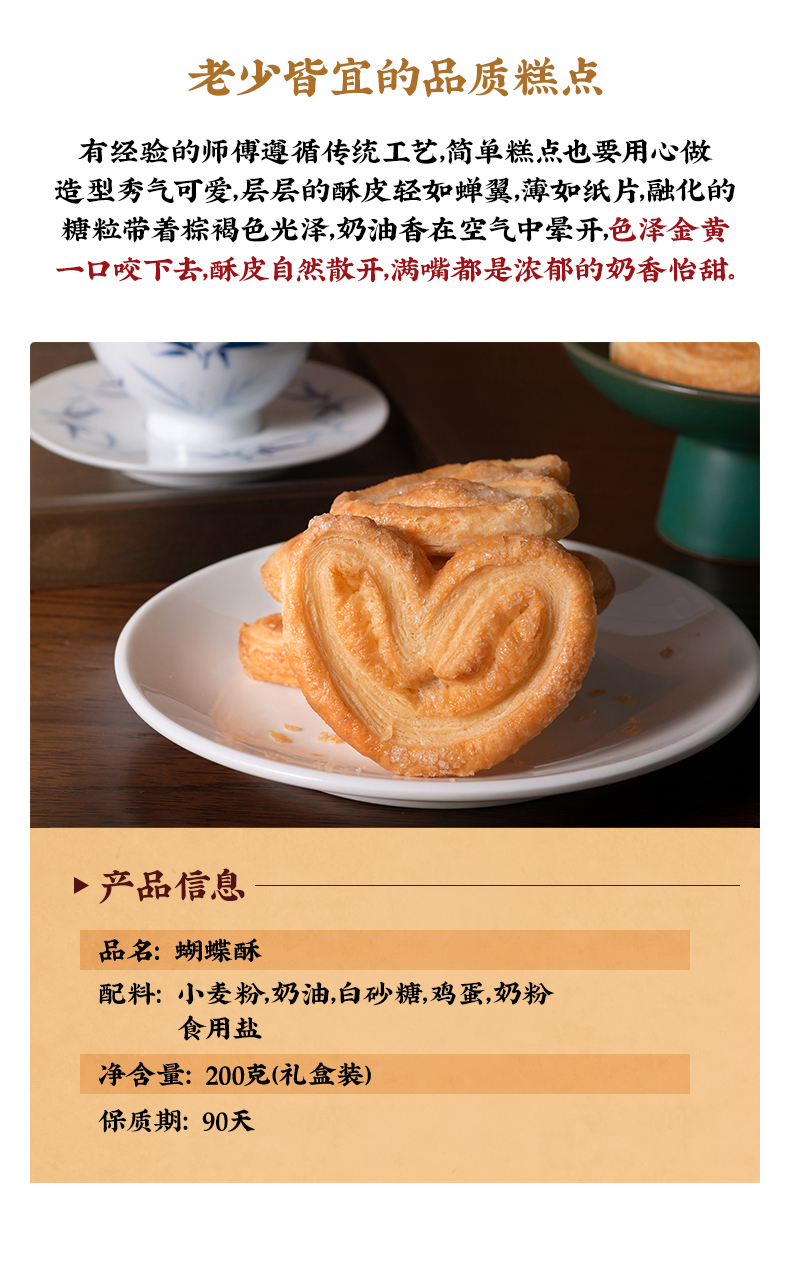 老少皆宜的品质糕点
有经验的师傅遵循传统工艺,简单糕点也要用心做
造型秀气可爱,层层的酥皮轻如蝉翼,薄如纸片,融化的
糖粒带着棕褐色光泽,奶油香在空气中晕开,色泽金黄
一口咬下去,酥皮自然散开,满嘴都是浓郁的奶香怡甜。
产品信息
品名: 蝴蝶酥
配料: 小麦粉,奶油,白砂糖,鸡蛋,奶粉
食用盐
净含量: 200克(礼盒装)
保质期: 90天